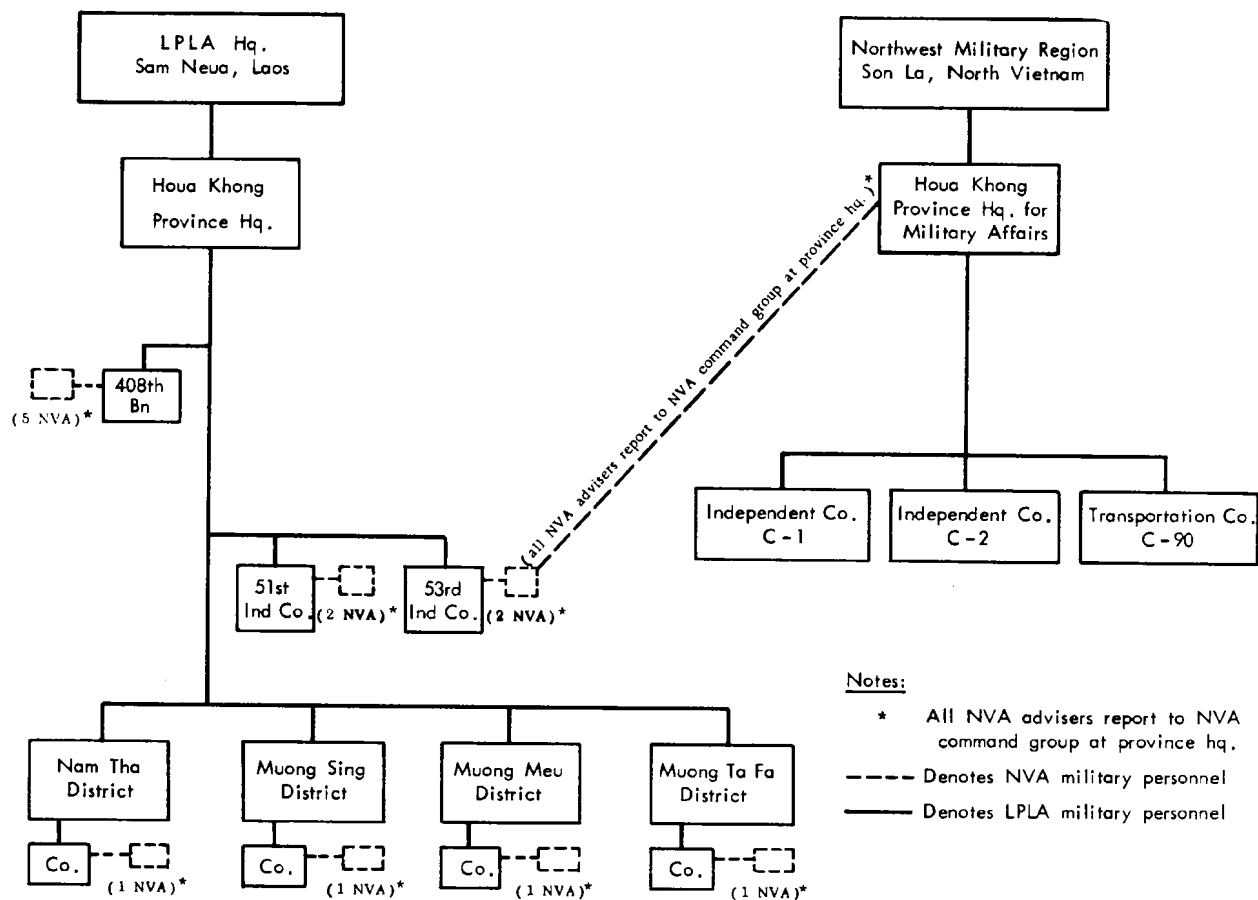 LPLA Hq.
Sam Neua, Laos
Northwest Military Region
Son La, North Vietnam
Houa Khong
Province Hq.
Houa Khong
Province Hq. for
Military Affairs
(all NVA advisers report to NVA command group at province hq.)*
408th
Bn
(5 NVA)*
Independent Co.
C-1
Independent Co.
C-2
Transportation Co.
C-90
51st
Ind Co.
(2 NVA)*
53rd
Ind Co.
(2 NVA)*
Nam Tha
District
Muong Sing
District
Muong Meu
District
Muong Ta Fa
District
Co.
(1 NVA)*
Co.
(1 NVA)*
Co.
(1 NVA)*
Co.
(1 NVA)*
Notes:
* All NVA advisers report to NVA
command group at province hq.
Denotes NVA military personnel
Denotes LPLA military personnel